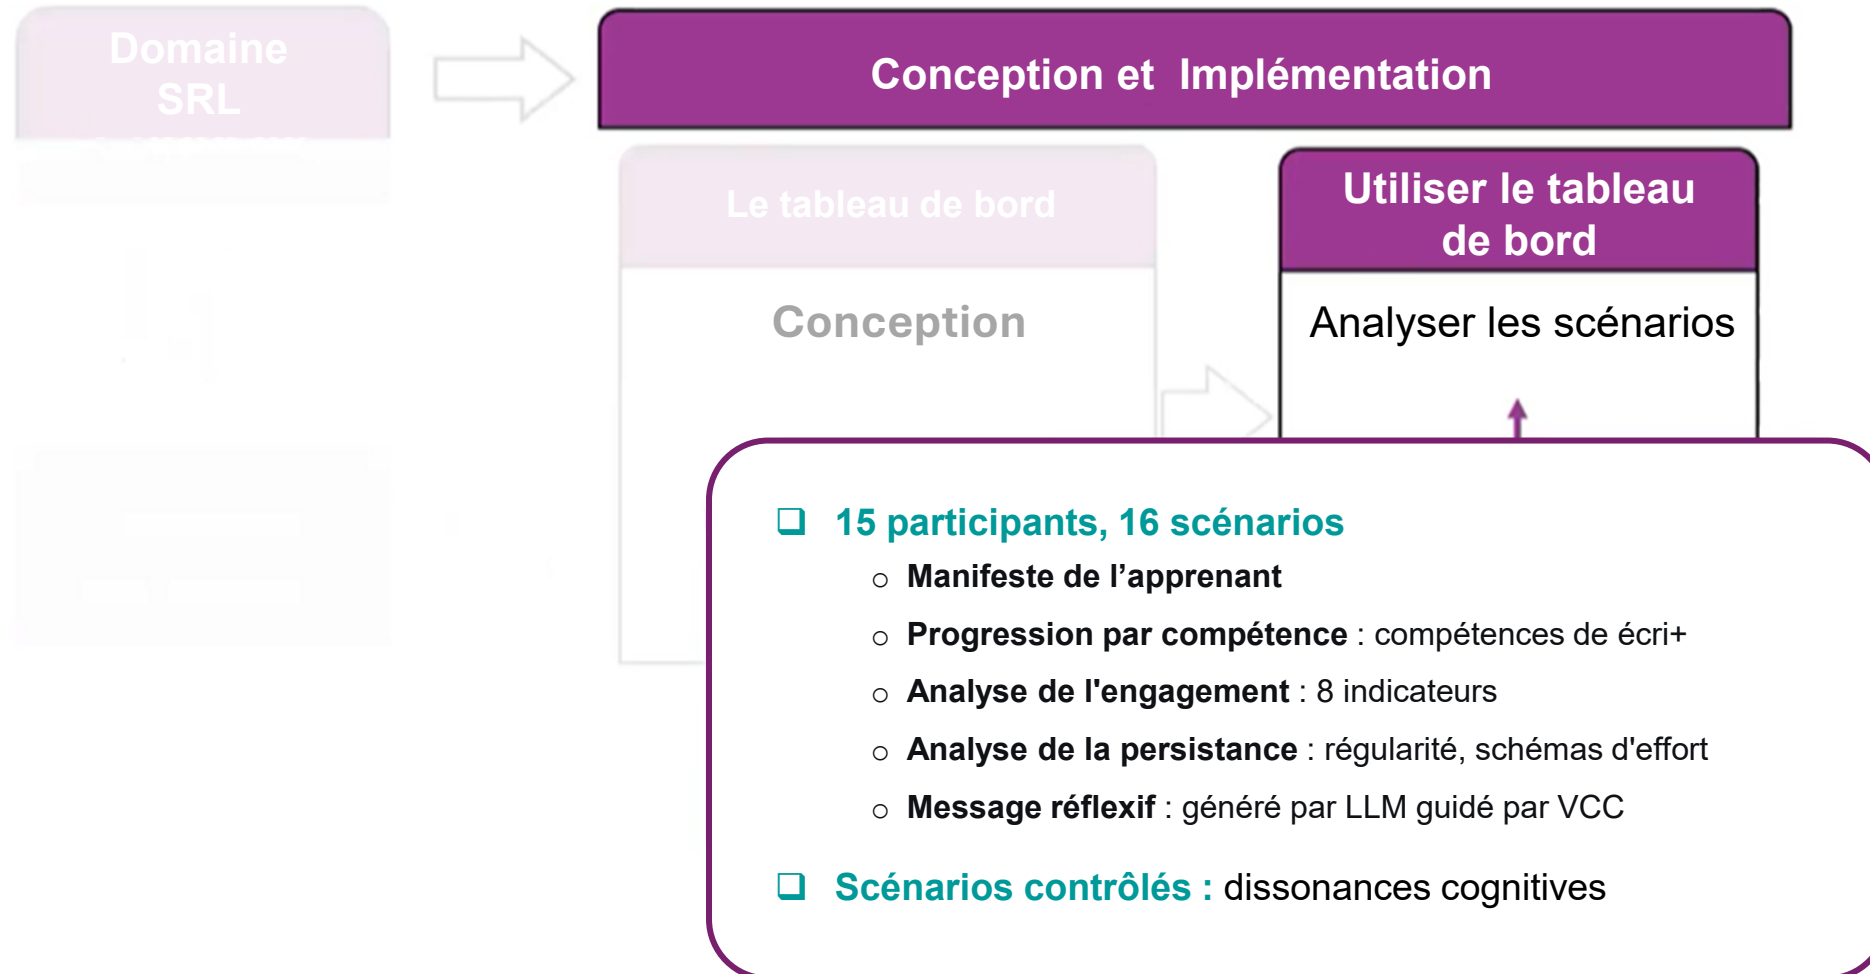 Domaine
SRL
Conception et Implémentation
Le tableau de bord
Conception
Utiliser le tableau
de bord
Analyser les scénarios
❑ 15 participants, 16 scénarios
o Manifeste de l’apprenant
o Progression par compétence : compétences de écri+
o Analyse de l'engagement : 8 indicateurs
o Analyse de la persistance : régularité, schémas d'effort
o Message réflexif : généré par LLM guidé par VCC
❑ Scénarios contrôlés : dissonances cognitives